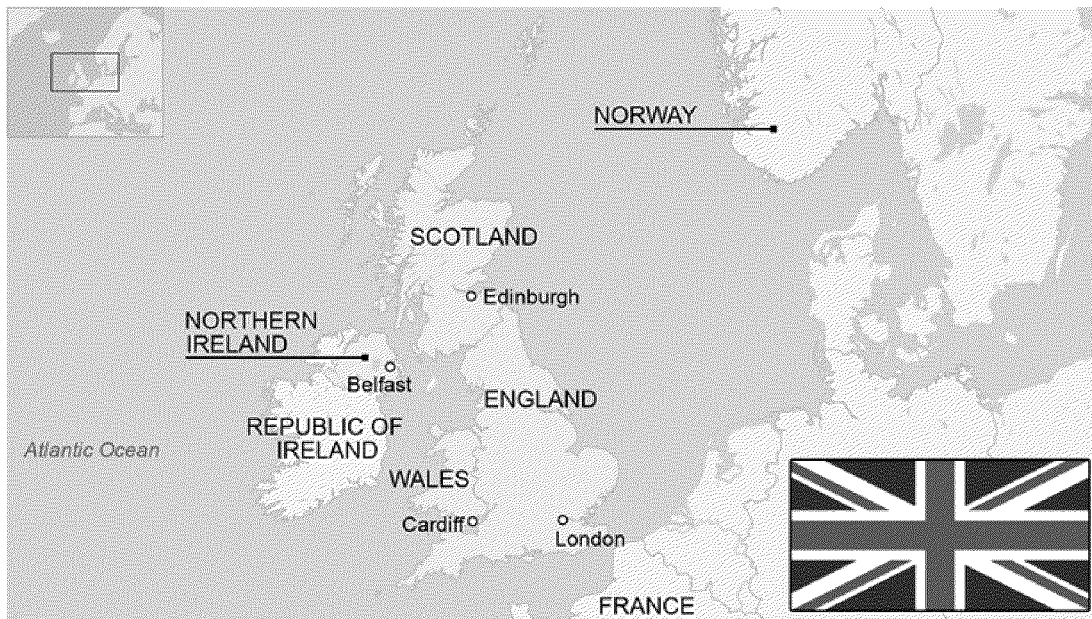 NORWAY
SCOTLAND
Edinburgh
NORTHERN
IRELAND
Belfast
ENGLAND
REPUBLIC OF
IRELAND
Atlantic Ocean
WALES
Cardiff
London
FRANCE